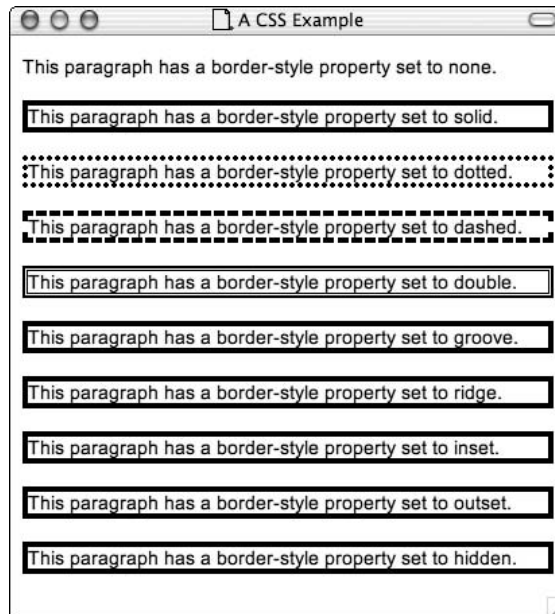 A CSS Example
This paragraph has a border-style property set to none.
This paragraph has a border-style property set to solid.
This paragraph has a border-style property set to dotted.
This paragraph has a border-style property set to dashed.
This paragraph has a border-style property set to double.
This paragraph has a border-style property set to groove.
This paragraph has a border-style property set to ridge.
This paragraph has a border-style property set to inset.
This paragraph has a border-style property set to outset.
This paragraph has a border-style property set to hidden.